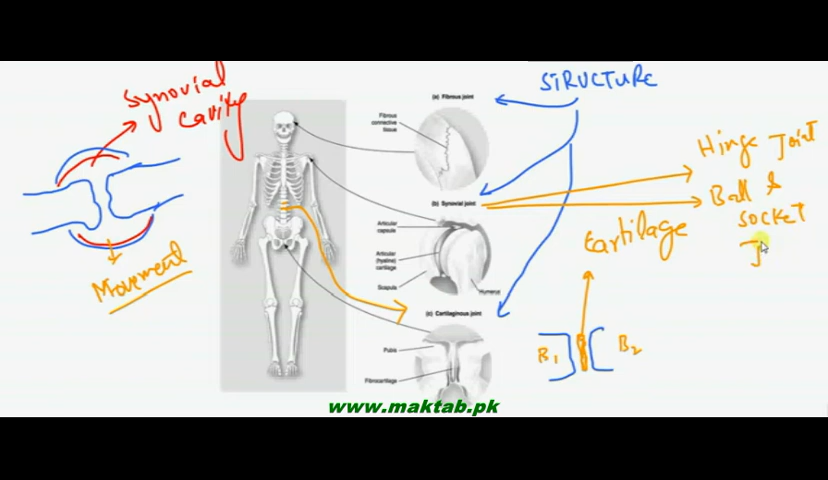 STRUCTURE
Synovial
cavity
Movement
(a) Fibrous joint
Fibrous
connective
tissue
(b) Synovial joint
Articular
capsule
Articular
(hyaline)
cartilage
Scapula
Humerus
(c) Cartilaginous joint
Pubis
Fibrocartilage
Hinge Joint
Ball &
SOCKET
J
Cartilage
B1
B2
www.maktab.pk